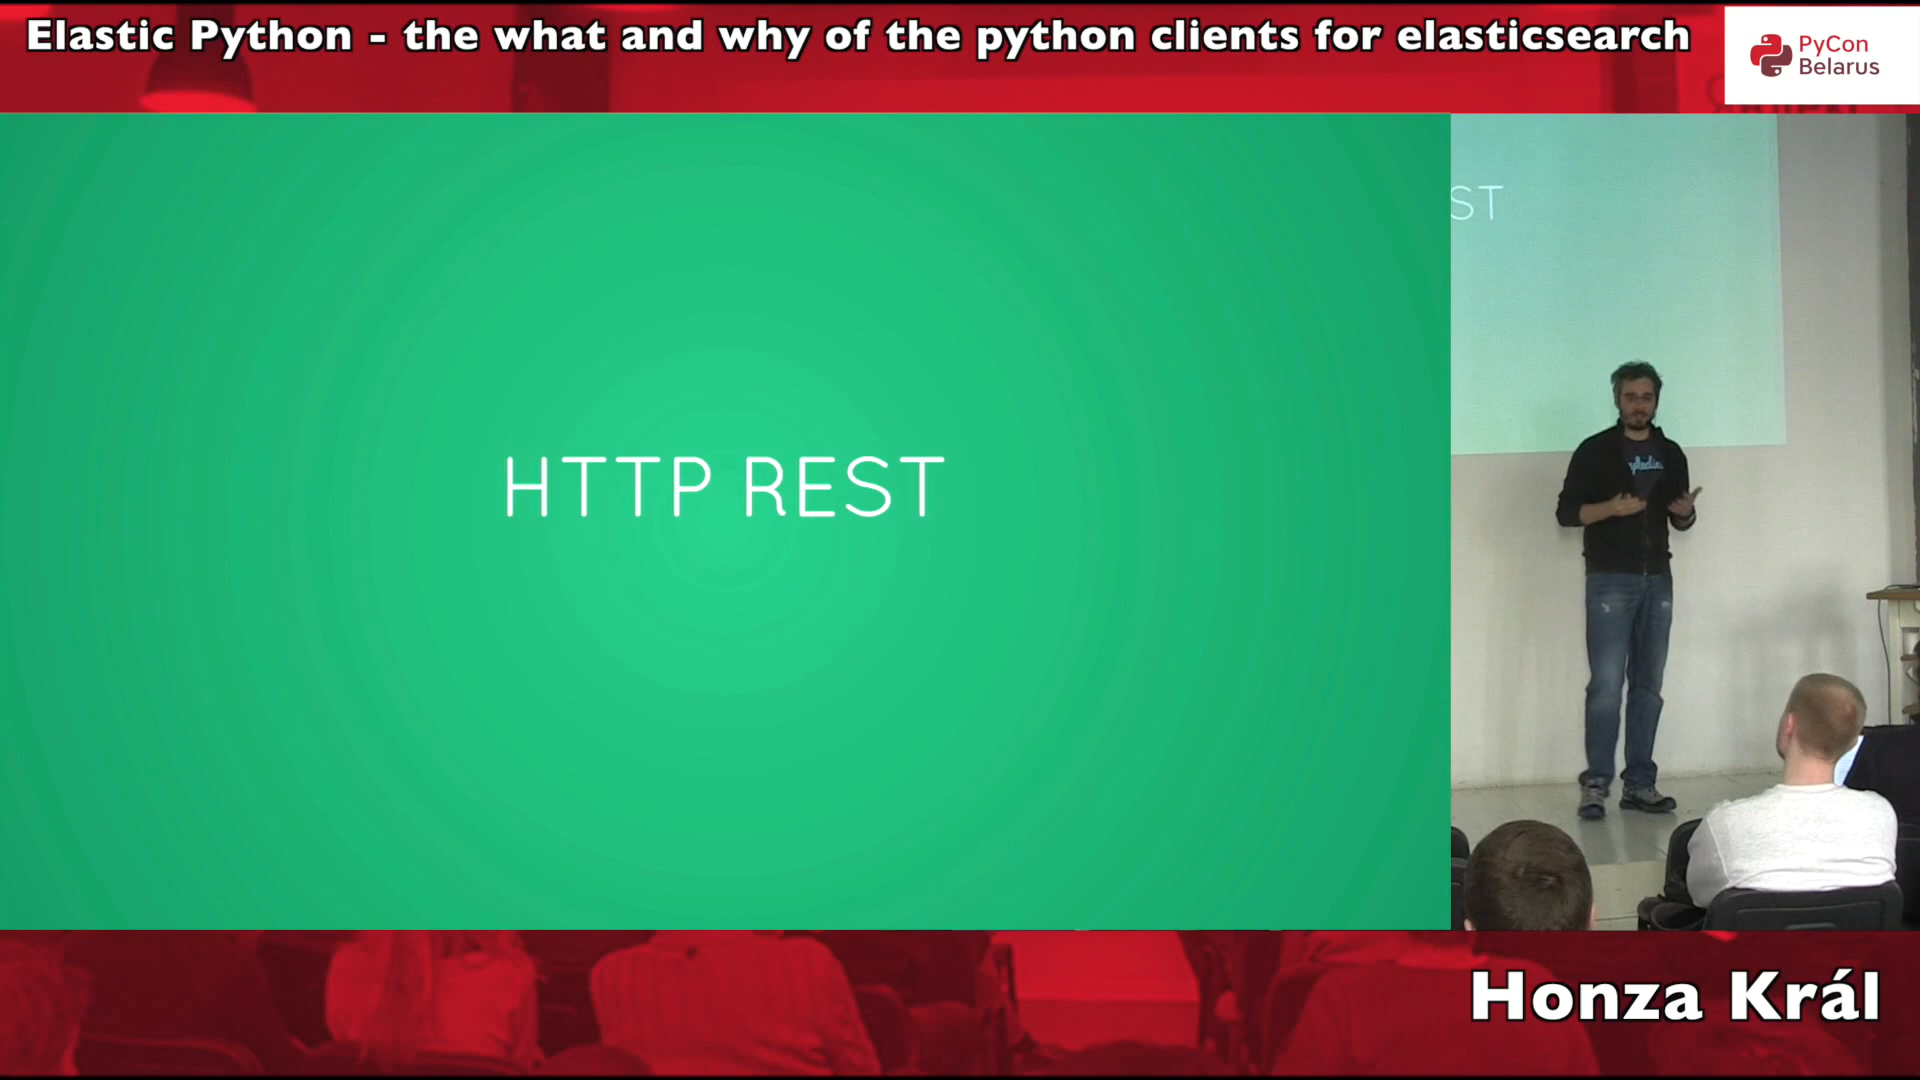 Elastic Python - the what and why of the python clients for elasticsearch
PyCon
Belarus
HTTP REST
ST
Honza Král